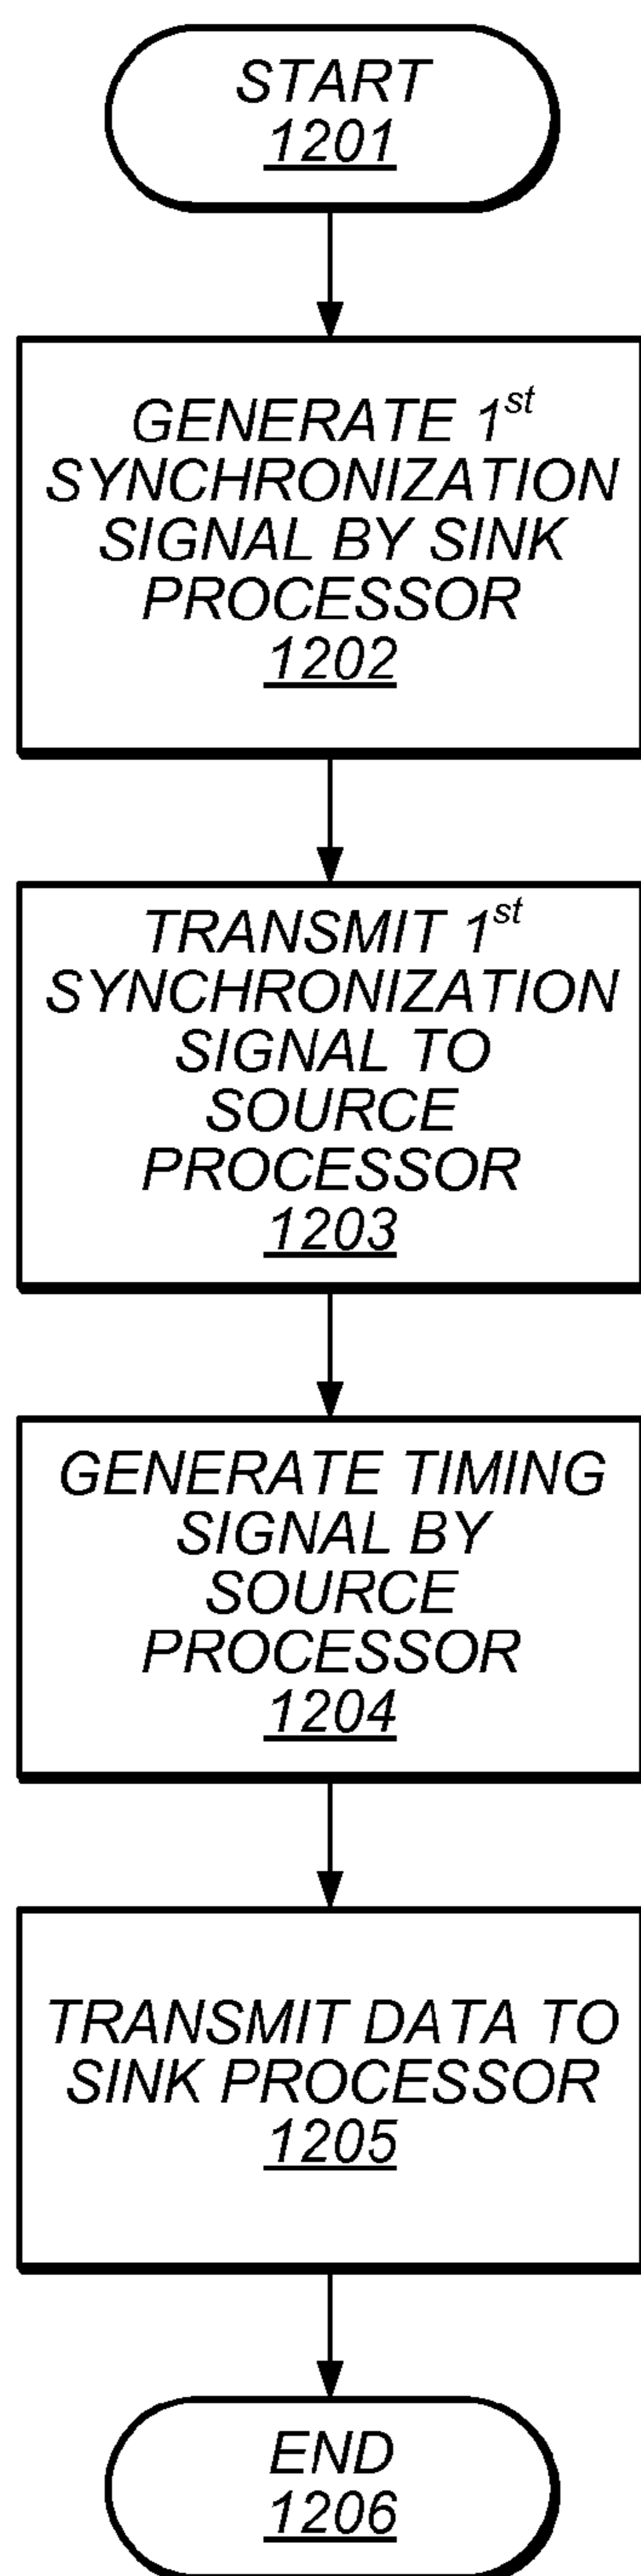 START
1201
GENERATE 1st
SYNCHRONIZATION
SIGNAL BY SINK
PROCESSOR
1202
TRANSMIT 1st
SYNCHRONIZATION
SIGNAL TO
SOURCE
PROCESSOR
1203
GENERATE TIMING
SIGNAL BY
SOURCE
PROCESSOR
1204
TRANSMIT DATA TO
SINK PROCESSOR
1205
END
1206